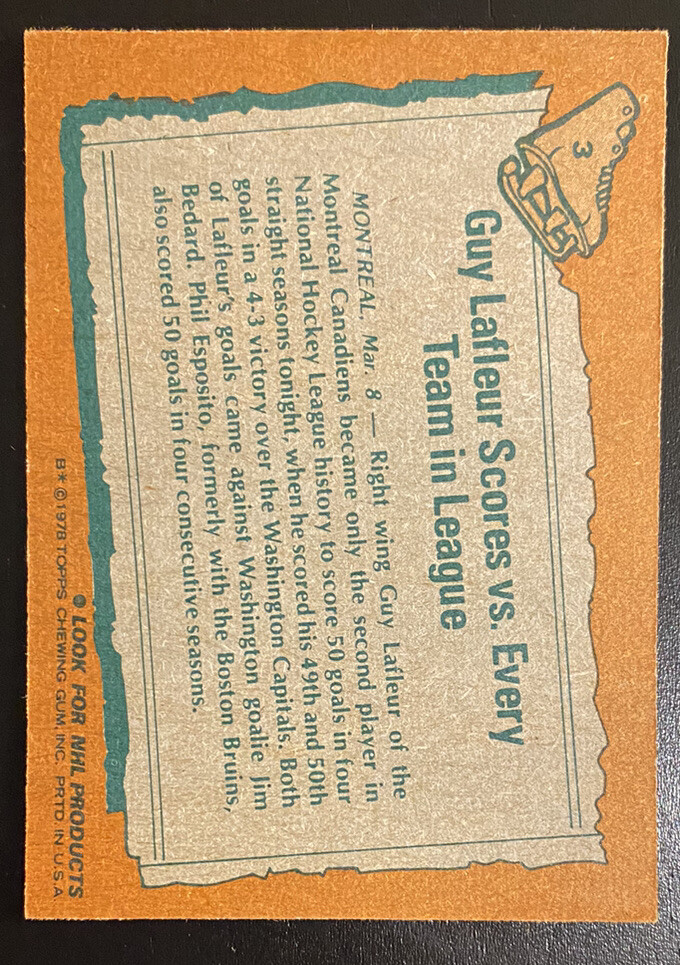 3
Guy Lafleur Scores vs. Every
Team in League
MONTREAL, Mar. 8 — Right wing Guy Lafleur of the
Montreal Canadiens became only the second player in
National Hockey League history to score 50 goals in four
straight seasons tonight, when he scored his 49th and 50th
goals in a 4-3 victory over the Washington Capitals. Both
of Lafleur's goals came against Washington goalie Jim
Bedard. Phil Esposito, formerly with the Boston Bruins,
also scored 50 goals in four consecutive seasons.
● LOOK FOR NHL PRODUCTS
B* © 1978 TOPPS CHEWING GUM, INC. PRTD. IN U.S.A